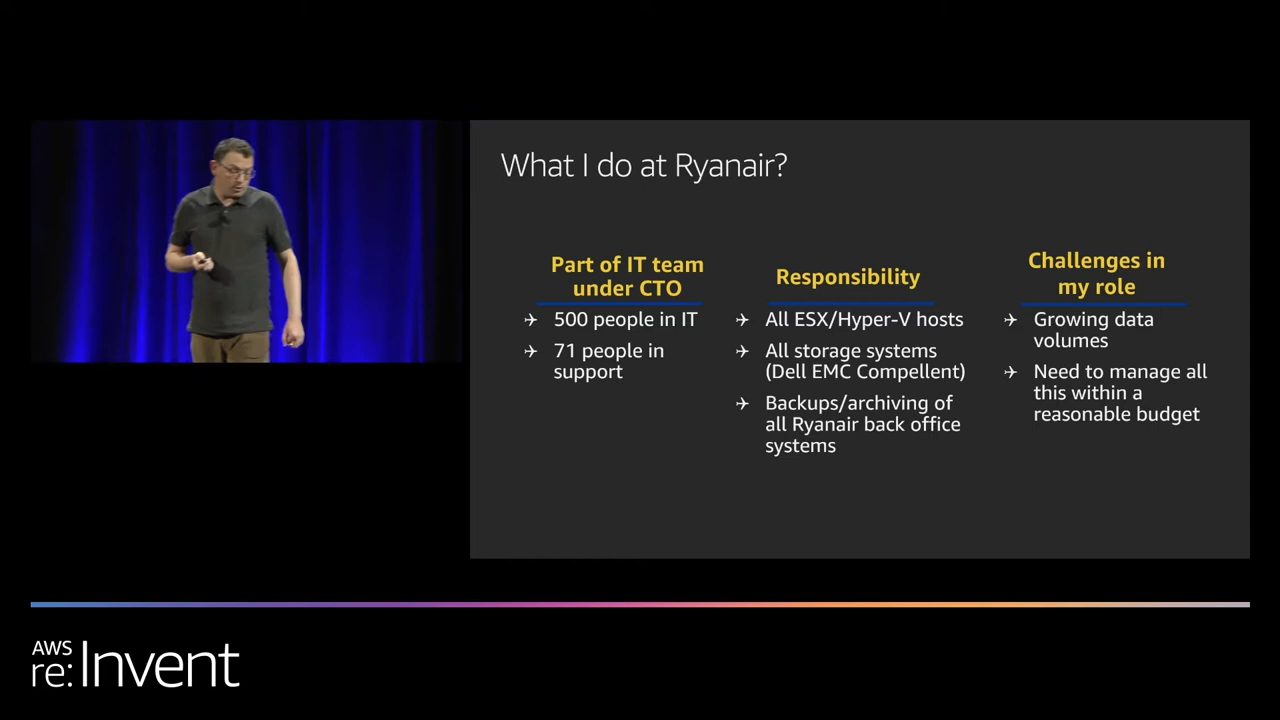 What I do at Ryanair?
Part of IT team
under CTO
500 people in IT
71 people in
support
Responsibility
All ESX/Hyper-V hosts
All storage systems
(Dell EMC Compellent)
Backups/archiving of
all Ryanair back office
systems
Challenges in
my role
Growing data
volumes
Need to manage all
this within a
reasonable budget
AWS
re:Invent